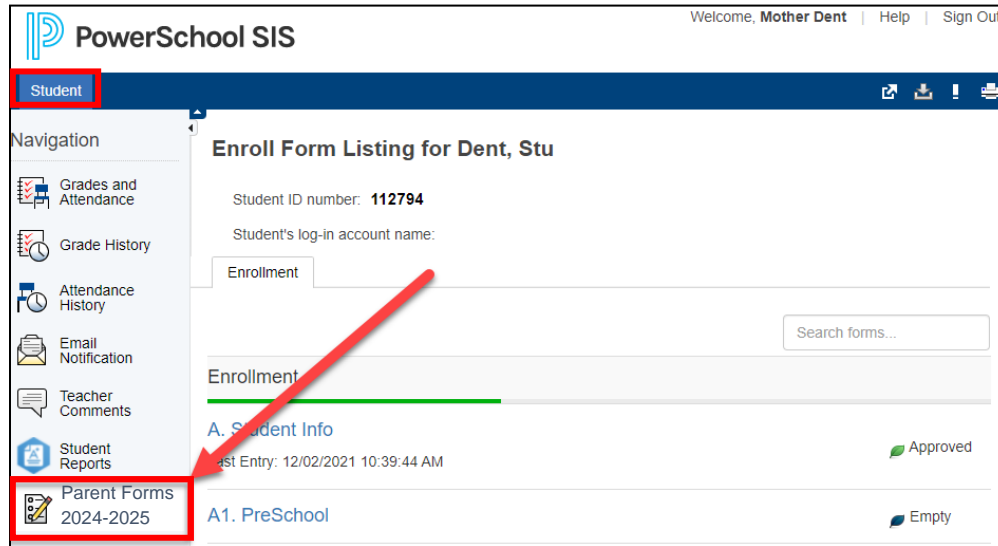 Welcome, Mother Dent | Help | Sign Out
PowerSchool SIS
Student
Navigation
Grades and
Attendance
Grade History
Attendance
History
Email
Notification
Teacher
Comments
Student
Reports
Parent Forms
2024-2025
Enroll Form Listing for Dent, Stu
Student ID number: 112794
Student's log-in account name:
Enrollment
Search forms...
Enrollment
A. Student Info
Last Entry: 12/02/2021 10:39:44 AM
Approved
A1. PreSchool
Empty